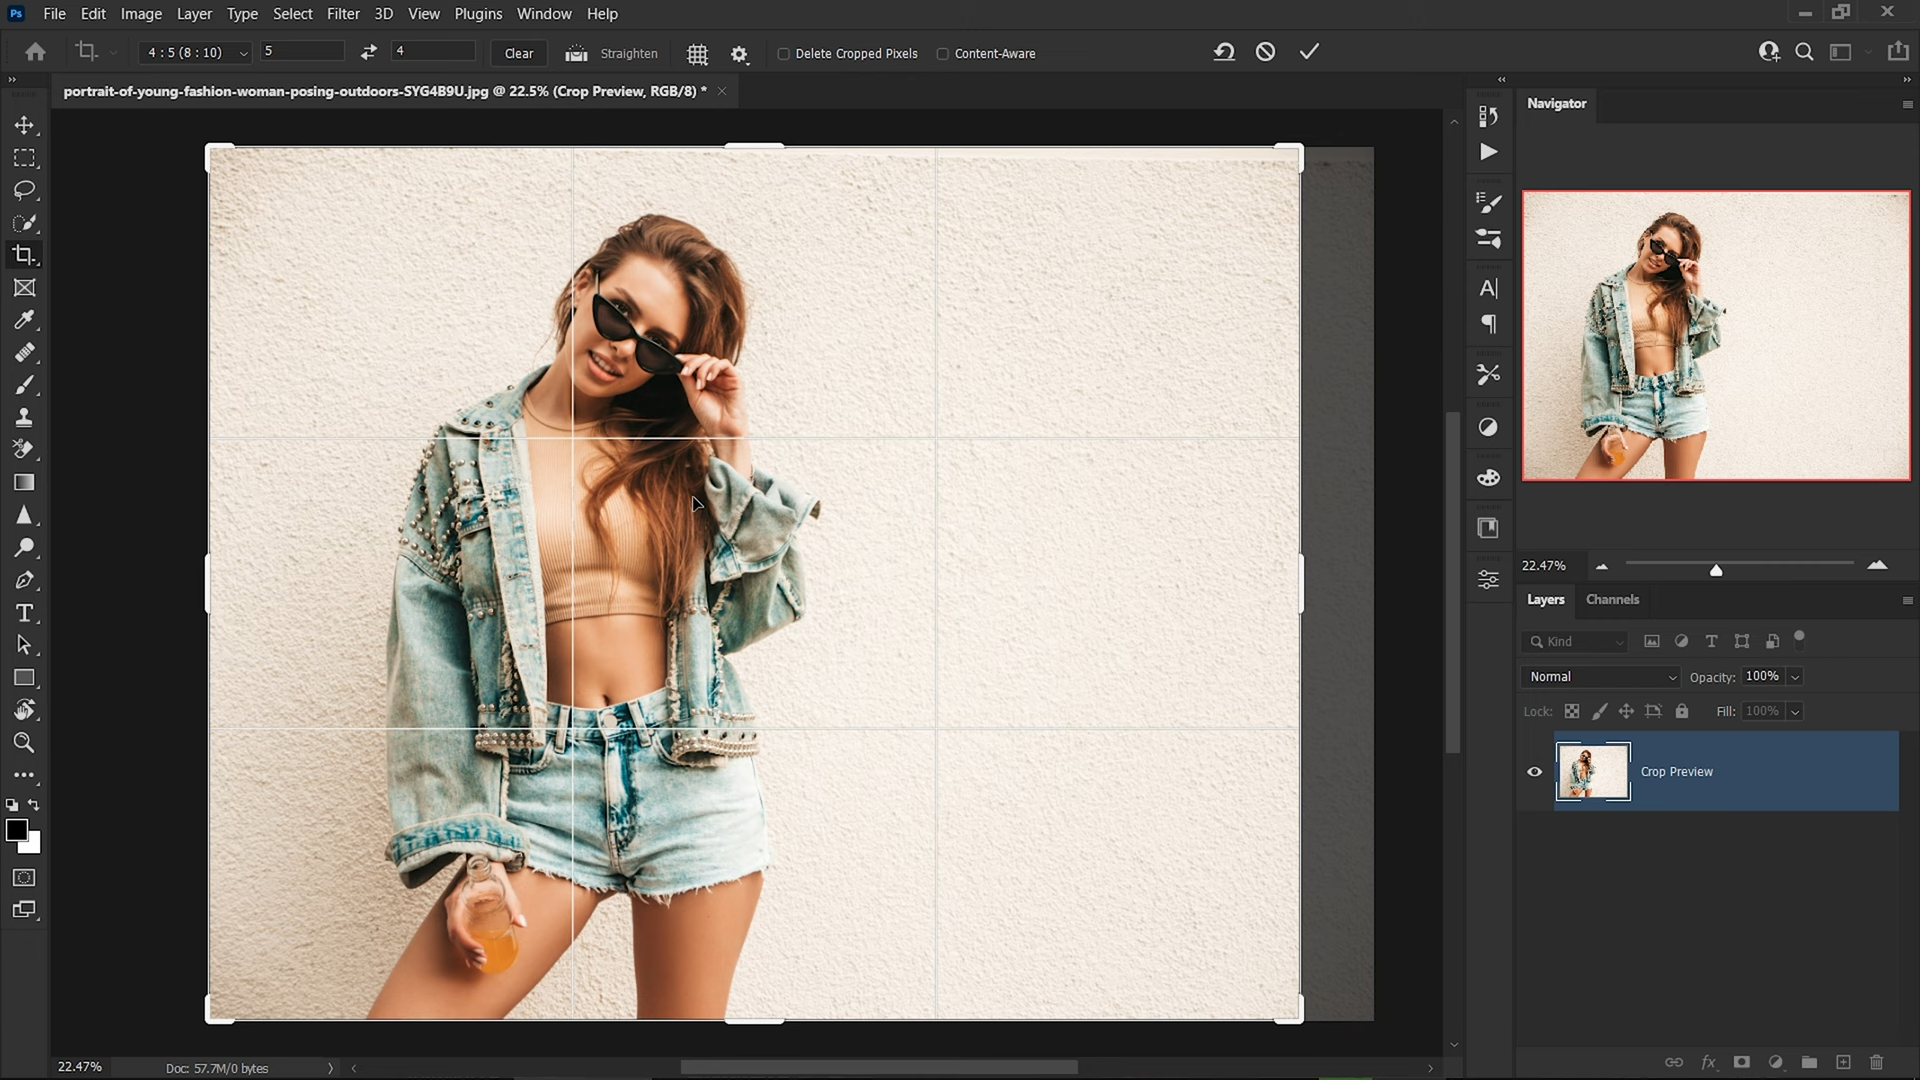 Ps File Edit Image Layer Type Select Filter 3D View Plugins Window Help
4 : 5 (8 : 10) 5 4 Clear Straighten Delete Cropped Pixels Content-Aware
portrait-of-young-fashion-woman-posing-outdoors-SYG4B9U.jpg @ 22.5% (Crop Preview, RGB/8) *
Navigator
22.47%
Layers Channels
Kind
Normal Opacity: 100%
Lock: Fill: 100%
Crop Preview
22.47% Doc: 57.7M/0 bytes